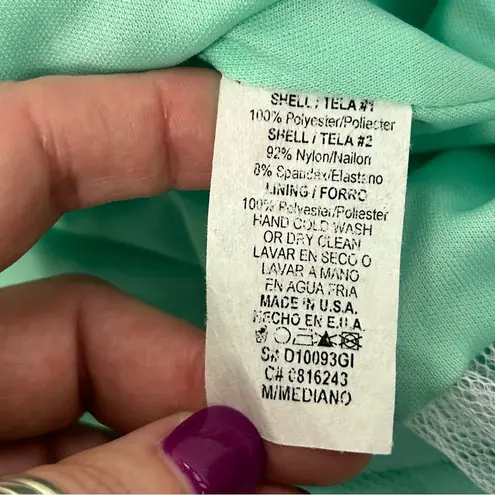 SHELL / TELA #1
100% Polyester/Poliecter
SHELL / TELA #2
92% Nylon/Nailon
8% Spandex/Elastano
LINING / FORRO
100% Polyester/Poliester
HAND COLD WASH
OR DRY CLEAN
LAVAR EN SECO O
LAVAR A MANO
EN AGUA FRIA
MADE IN U.S.A.
HECHO EN E.U.A.
S# D10093GI
C# 0816243
M/MEDIANO